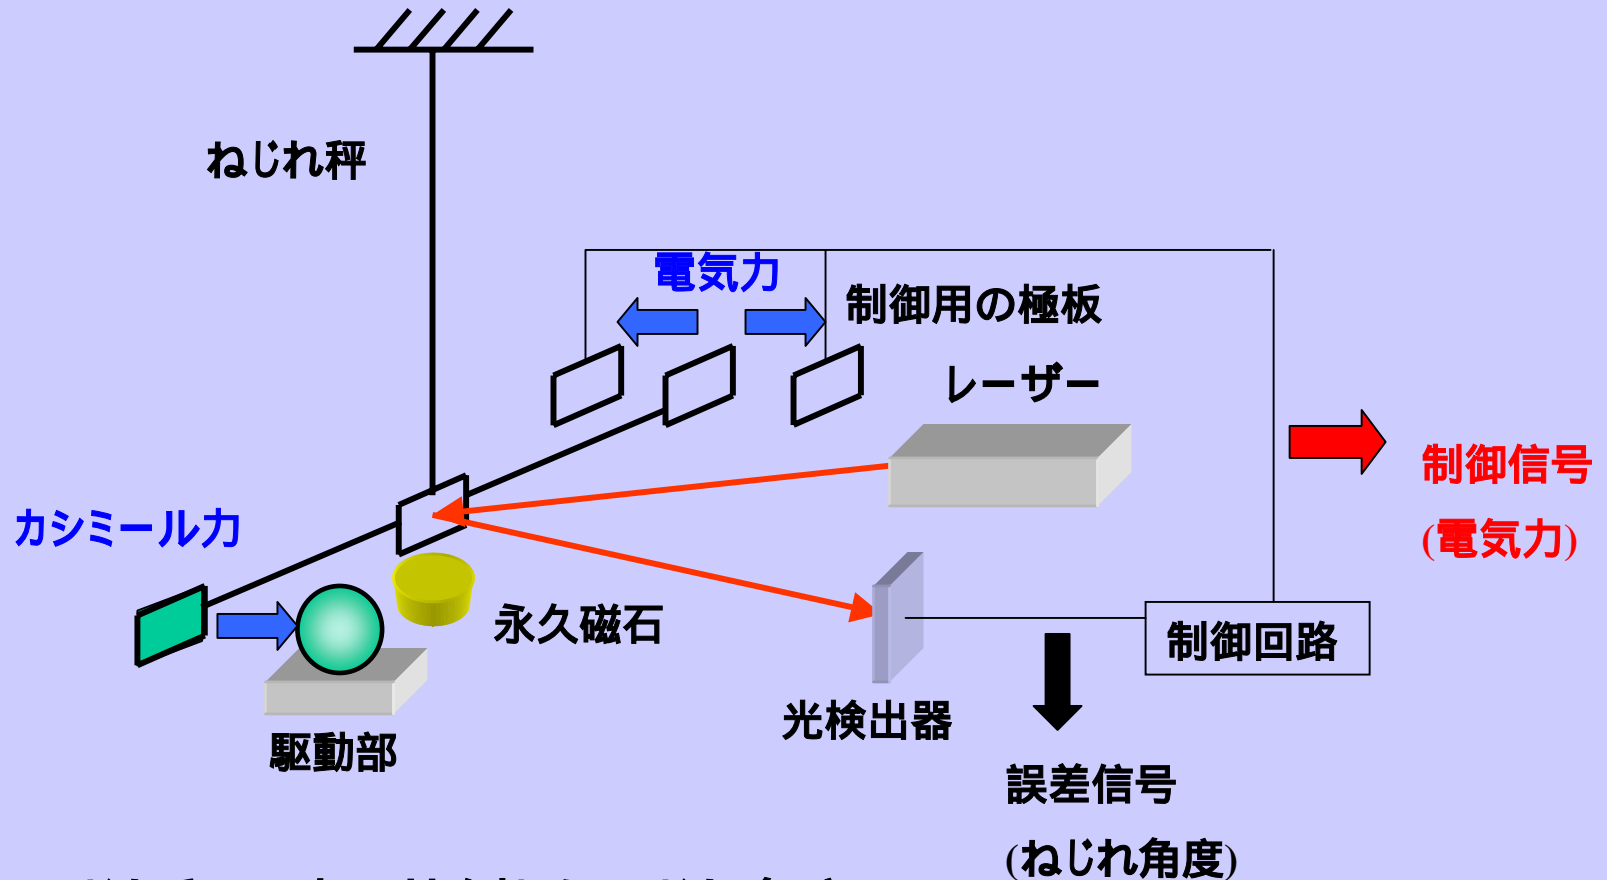 ねじれ秤
電気力
制御用の極板
レーザー
制御信号
(電気力)
カシミール力
永久磁石
制御回路
光検出器
駆動部
誤差信号
(ねじれ角度)